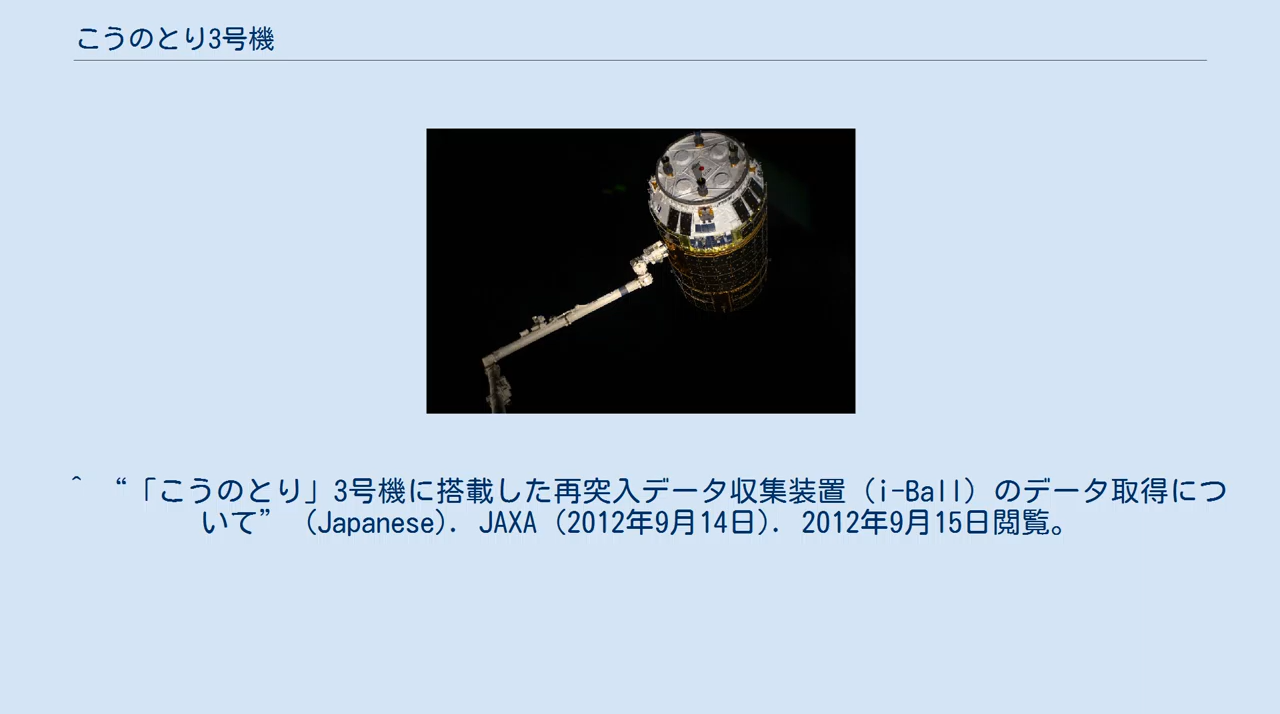 こうのとり3号機
^ “「こうのとり」3号機に搭載した再突入データ収集装置（i-Ball）のデータ取得につ
いて” （Japanese）. JAXA （2012年9月14日）. 2012年9月15日閲覧。